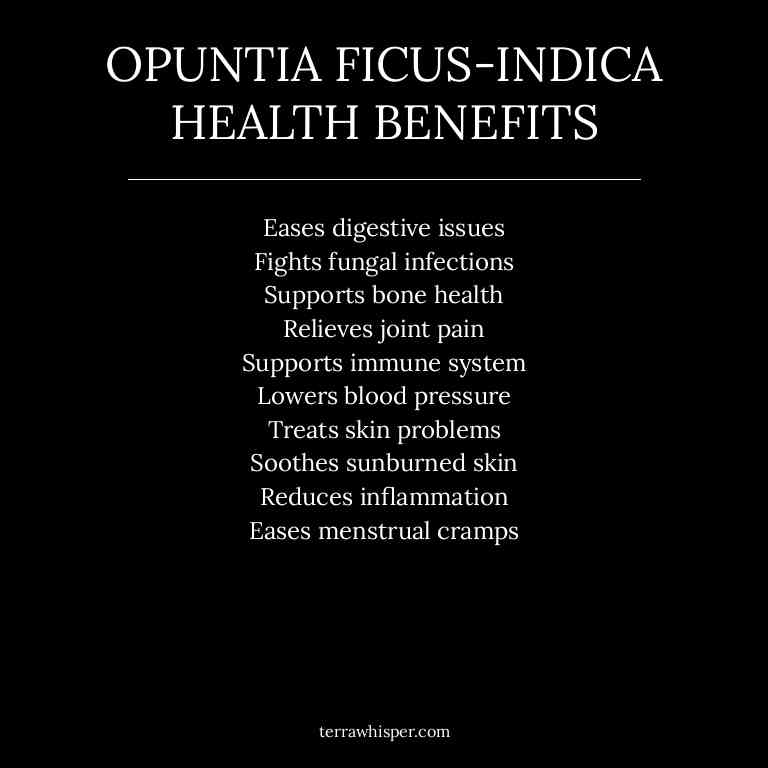 OPUNTIA FICUS-INDICA
HEALTH BENEFITS
Eases digestive issues
Fights fungal infections
Supports bone health
Relieves joint pain
Supports immune system
Lowers blood pressure
Treats skin problems
Soothes sunburned skin
Reduces inflammation
Eases menstrual cramps
terrawhisper.com